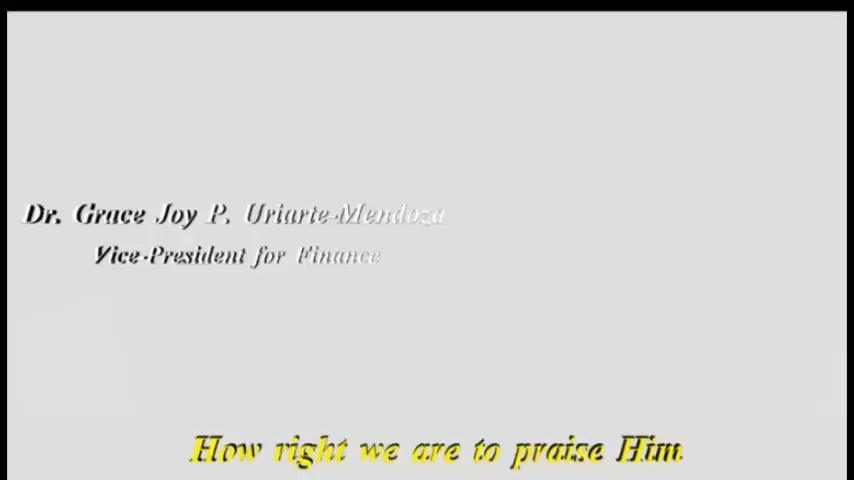 Dr. Grace Joy P. Uriarte-Mendoza
Vice-President for Finance
How right we are to praise Him